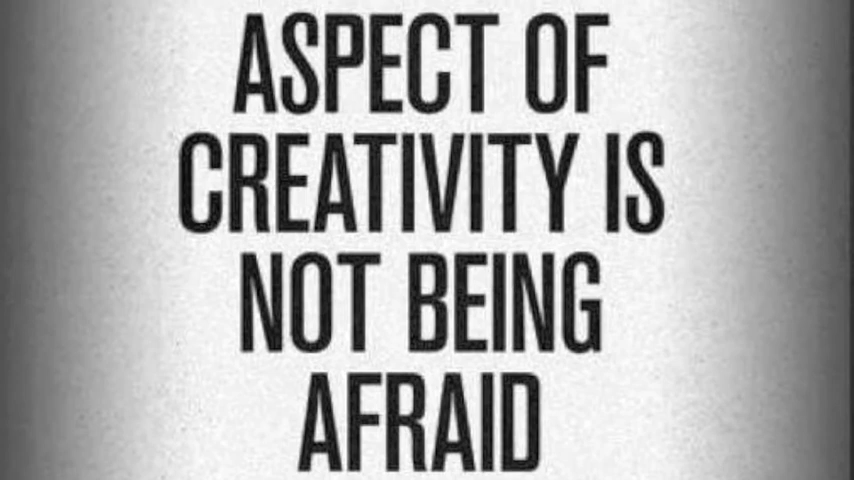 ASPECT OF
CREATIVITY IS
NOT BEING
AFRAID